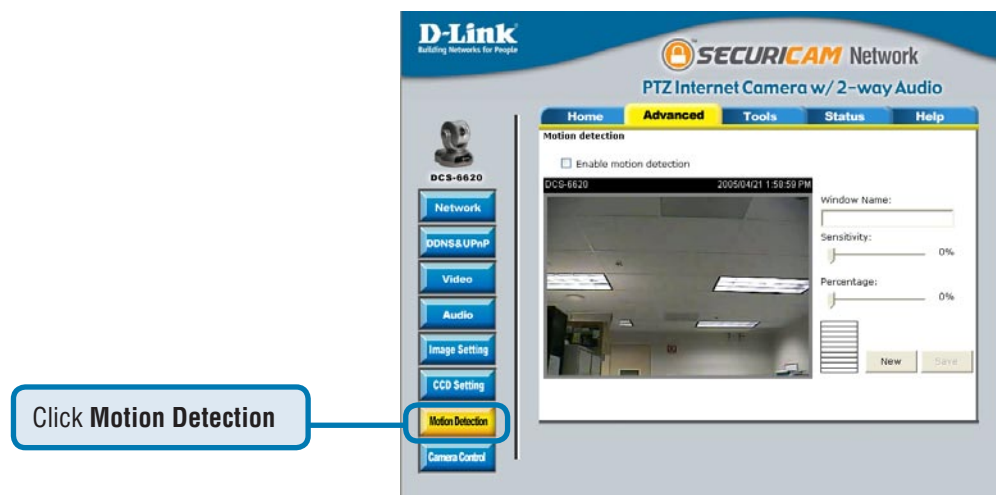 D-Link
Building Networks for People
SECURICAM Network
PTZ Internet Camera w/ 2-way Audio
Home Advanced Tools Status Help
DCS-6620
Network
DDNS&UPnP
Video
Audio
Image Setting
CCD Setting
Motion Detection
Camera Control
Motion detection
Enable motion detection
DCS-6620 2005/04/21 1:58:59 PM
Window Name:
Sensitivity:
0%
Percentage:
0%
New Save
Click Motion Detection